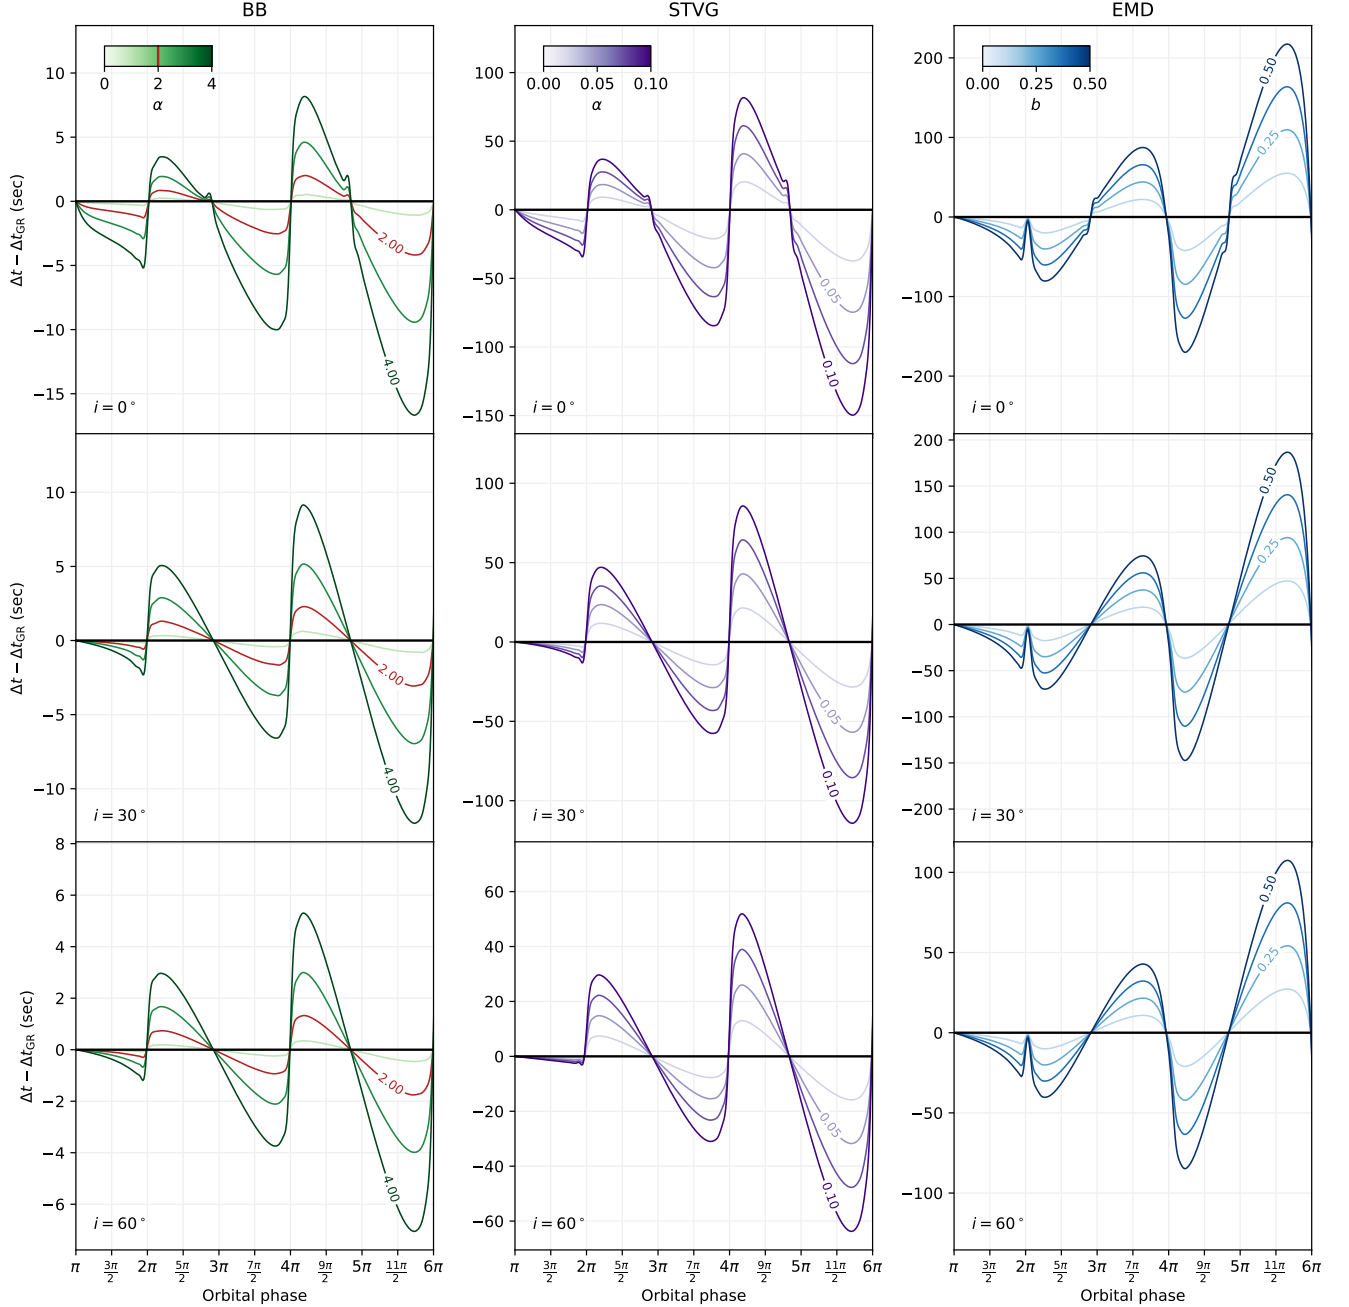 BB
STVG
EMD
0 2 4
α
0.00 0.05 0.10
α
0.00 0.25 0.50
b
10
5
0
−5
−10
−15
Δt − Δt_GR (sec)
2.00
4.00
i = 0°
100
50
0
−50
−100
−150
0.05
0.10
i = 0°
200
100
0
−100
−200
0.50
0.25
i = 0°
10
5
0
−5
−10
Δt − Δt_GR (sec)
2.00
4.00
i = 30°
100
50
0
−50
−100
0.05
0.10
i = 30°
200
150
100
50
0
−50
−100
−150
−200
0.50
0.25
i = 30°
8
6
4
2
0
−2
−4
−6
Δt − Δt_GR (sec)
2.00
4.00
i = 60°
60
40
20
0
−20
−40
−60
0.05
0.10
i = 60°
100
50
0
−50
−100
0.50
0.25
i = 60°
π 3π/2 2π 5π/2 3π 7π/2 4π 9π/2 5π 11π/2 6π
Orbital phase
π 3π/2 2π 5π/2 3π 7π/2 4π 9π/2 5π 11π/2 6π
Orbital phase
π 3π/2 2π 5π/2 3π 7π/2 4π 9π/2 5π 11π/2 6π
Orbital phase